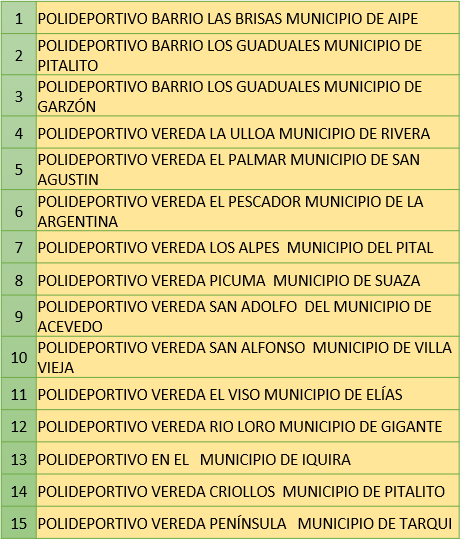 1 POLIDEPORTIVO BARRIO LAS BRISAS MUNICIPIO DE AIPE
2 POLIDEPORTIVO BARRIO LOS GUADUALES MUNICIPIO DE
PITALITO
3 POLIDEPORTIVO BARRIO LOS GUADUALES MUNICIPIO DE
GARZÓN
4 POLIDEPORTIVO VEREDA LA ULLOA MUNICIPIO DE RIVERA
5 POLIDEPORTIVO VEREDA EL PALMAR MUNICIPIO DE SAN
AGUSTIN
6 POLIDEPORTIVO VEREDA EL PESCADOR MUNICIPIO DE LA
ARGENTINA
7 POLIDEPORTIVO VEREDA LOS ALPES MUNICIPIO DEL PITAL
8 POLIDEPORTIVO VEREDA PICUMA MUNICIPIO DE SUAZA
9 POLIDEPORTIVO VEREDA SAN ADOLFO DEL MUNICIPIO DE
ACEVEDO
10 POLIDEPORTIVO VEREDA SAN ALFONSO MUNICIPIO DE VILLA
VIEJA
11 POLIDEPORTIVO VEREDA EL VISO MUNICIPIO DE ELÍAS
12 POLIDEPORTIVO VEREDA RIO LORO MUNICIPIO DE GIGANTE
13 POLIDEPORTIVO EN EL MUNICIPIO DE IQUIRA
14 POLIDEPORTIVO VEREDA CRIOLLOS MUNICIPIO DE PITALITO
15 POLIDEPORTIVO VEREDA PENÍNSULA MUNICIPIO DE TARQUI